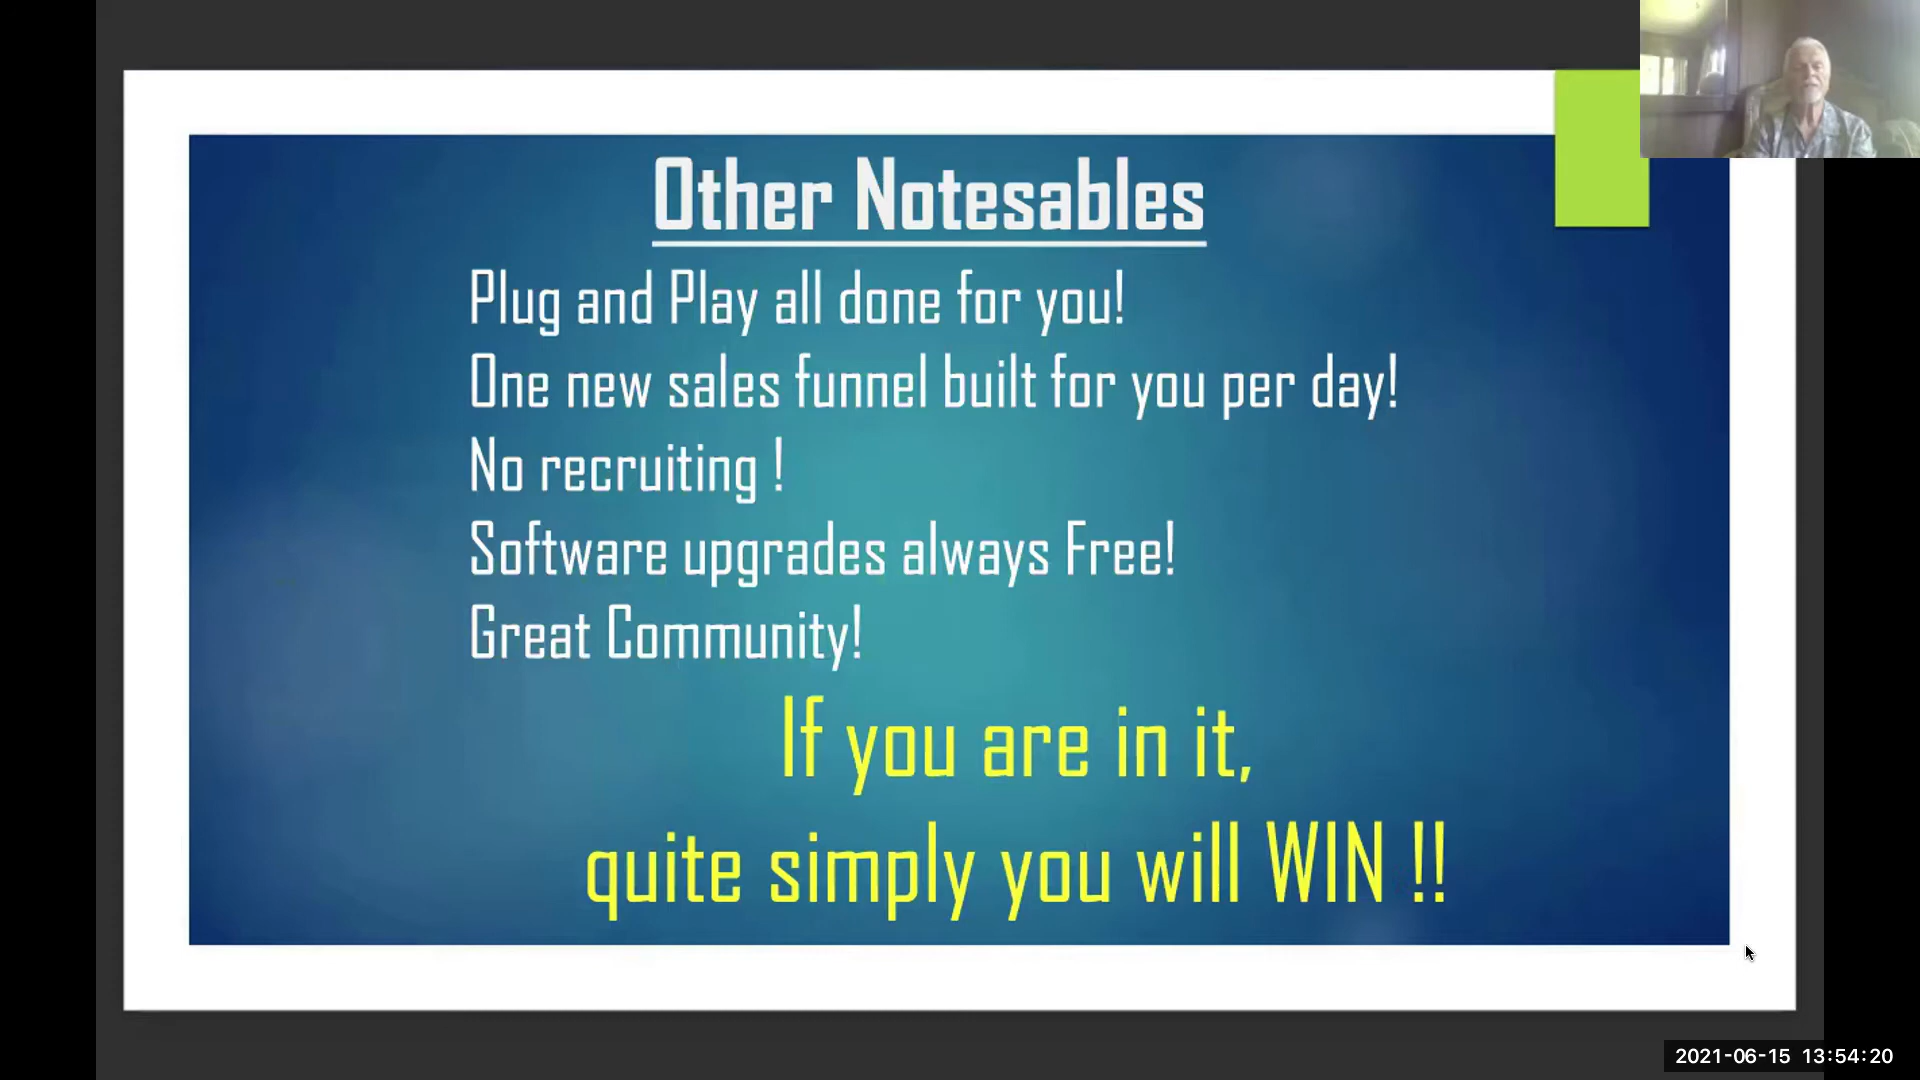 Other Notesables
Plug and Play all done for you!
One new sales funnel built for you per day!
No recruiting !
Software upgrades always Free!
Great Community!
If you are in it,
quite simply you will WIN !!
2021-06-15 13:54:20